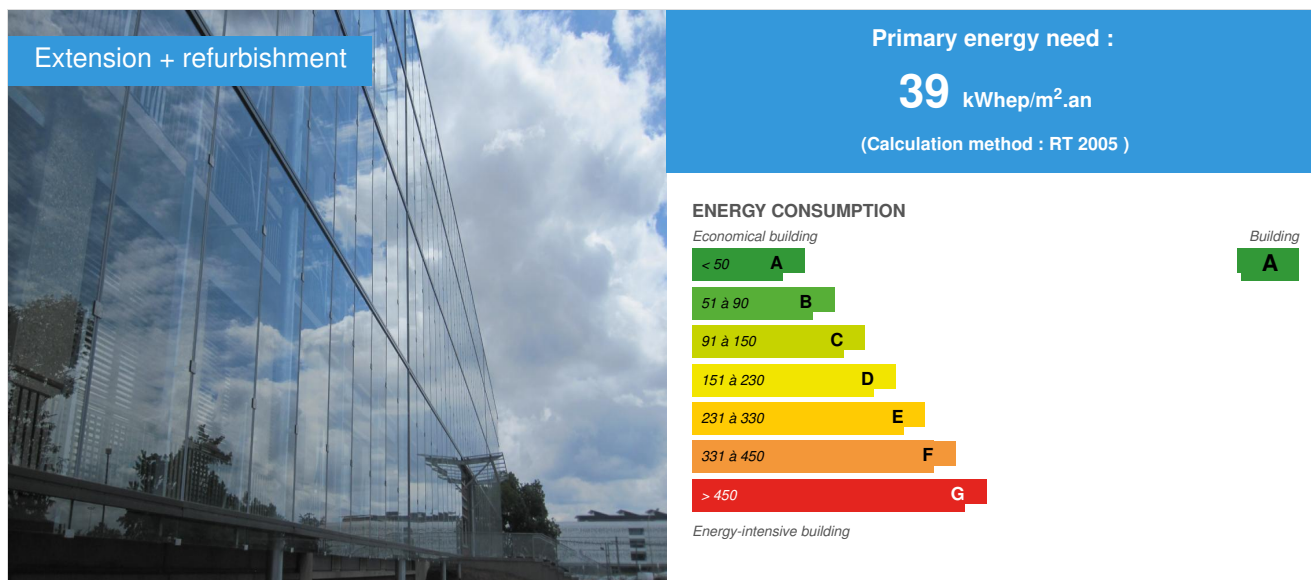 Extension + refurbishment
Primary energy need :
39 kWhep/m².an
(Calculation method : RT 2005 )
ENERGY CONSUMPTION
Economical building
Building
< 50 A
A
51 à 90 B
91 à 150 C
151 à 230 D
231 à 330 E
331 à 450 F
> 450 G
Energy-intensive building